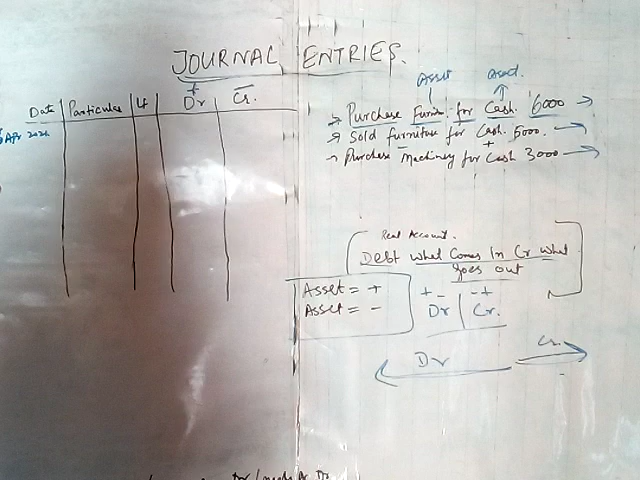 JOURNAL ENTRIES.
Asset Asset
+ -
Date Particulars Lf Dr Cr.
→ Purchase Furni. for Cash. 6000 →
→ Sold furniture for Cash. 5000. →
- +
→ Purchase Machinery for Cash 3000 →
Real Account.
Debt what Comes In Cr what
goes out
Asset = +
Asset = -
+ - - +
Dr Cr.
Dr Cr.